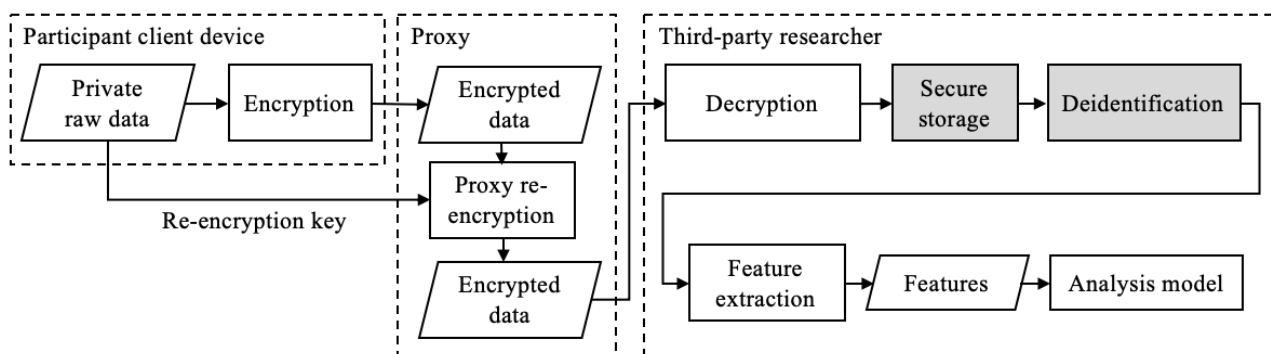 Participant client device
Private
raw data
Encryption
Re-encryption key
Proxy
Encrypted
data
Proxy re-
encryption
Encrypted
data
Third-party researcher
Decryption
Secure
storage
Deidentification
Feature
extraction
Features
Analysis model